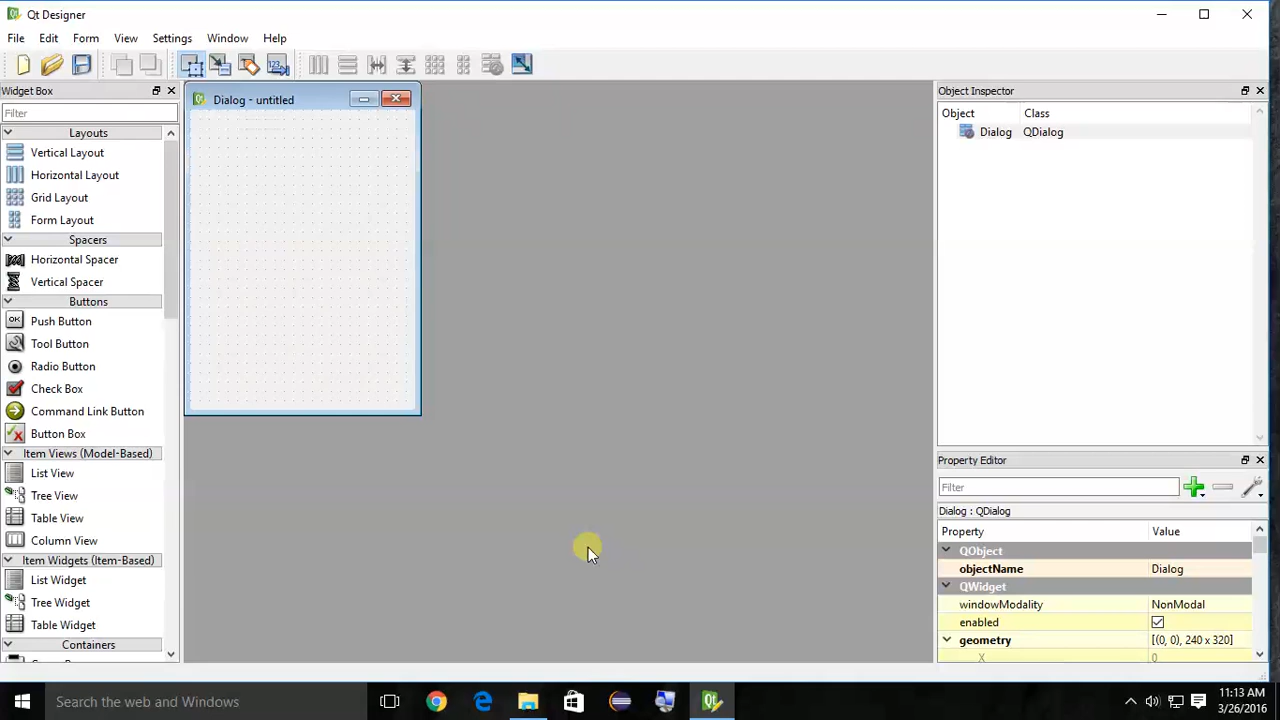 Qt Designer
File Edit Form View Settings Window Help
Widget Box
Filter
Layouts
Vertical Layout
Horizontal Layout
Grid Layout
Form Layout
Spacers
Horizontal Spacer
Vertical Spacer
Buttons
OK Push Button
Tool Button
Radio Button
Check Box
Command Link Button
Button Box
Item Views (Model-Based)
List View
Tree View
Table View
Column View
Item Widgets (Item-Based)
List Widget
Tree Widget
Table Widget
Containers
Dialog - untitled
Object Inspector
Object Class
Dialog QDialog
Property Editor
Filter
Dialog : QDialog
Property Value
QObject
objectName Dialog
QWidget
windowModality NonModal
enabled
geometry [(0, 0), 240 x 320]
X 0
Search the web and Windows
11:13 AM
3/26/2016